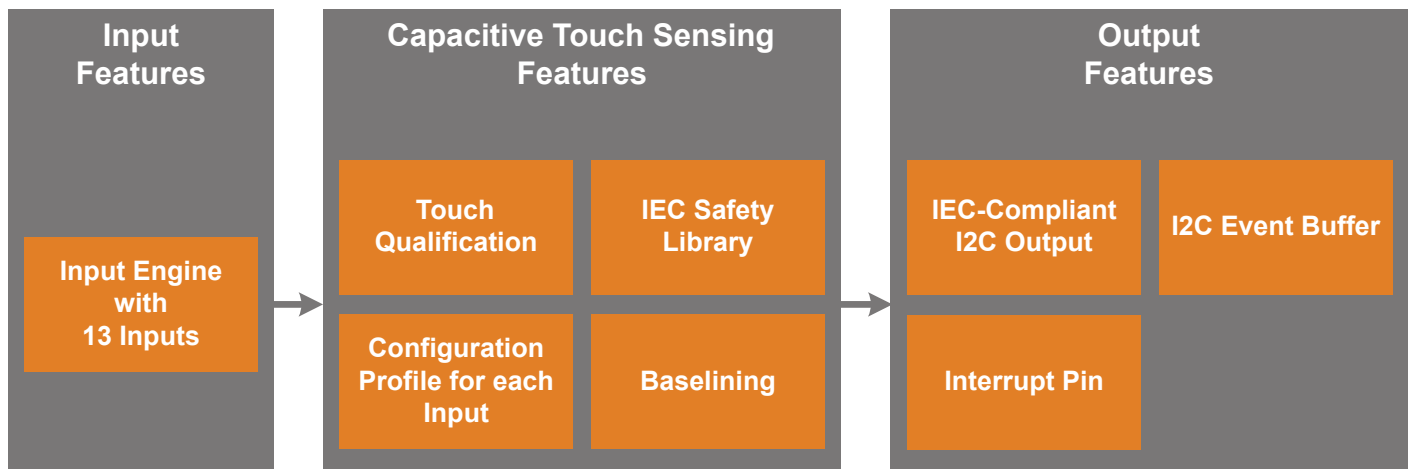 Input
Features
Input Engine
with
13 Inputs
Capacitive Touch Sensing
Features
Touch
Qualification
IEC Safety
Library
Configuration
Profile for each
Input
Baselining
Output
Features
IEC-Compliant
I2C Output
I2C Event Buffer
Interrupt Pin